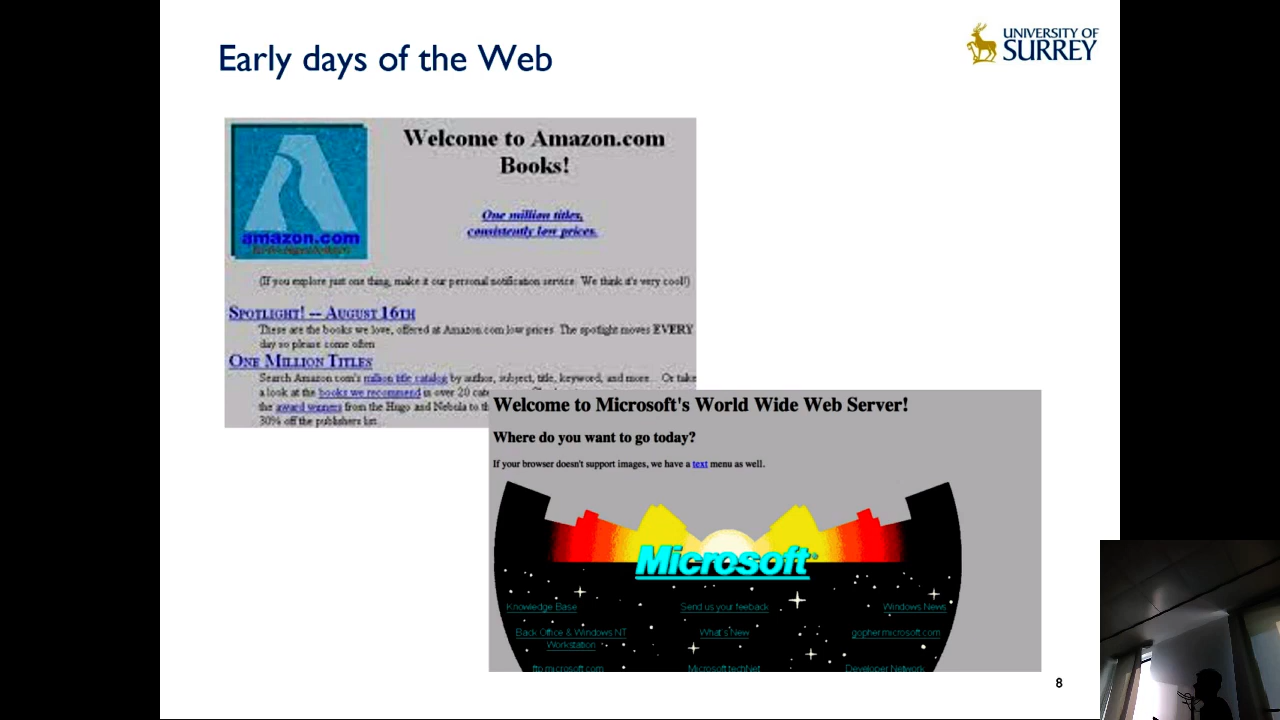 Early days of the Web
UNIVERSITY OF
SURREY
Welcome to Amazon.com
Books!
One million titles,
consistently low prices.
amazon.com
(If you explore just one thing, make it our personal notification service. We think it's very cool!)
SPOTLIGHT! -- AUGUST 16TH
These are the books we love, offered at Amazon.com low prices. The spotlight moves EVERY
day so please come often
ONE MILLION TITLES
Search Amazon.com's million title catalog by author, subject, title, keyword, and more. Or take
a look at the books we recommend in over 20
the award winners from the Hugo and Nebula to
30% off the publishers list
Welcome to Microsoft's World Wide Web Server!
Where do you want to go today?
If your browser doesn't support images, we have a text menu as well.
Microsoft®
Knowledge Base Send us your feeback Windows News
Back Office & Windows NT What's New gopher.microsoft.com
Workstation
ftp.microsoft.com Microsoft technet Developer Network
8